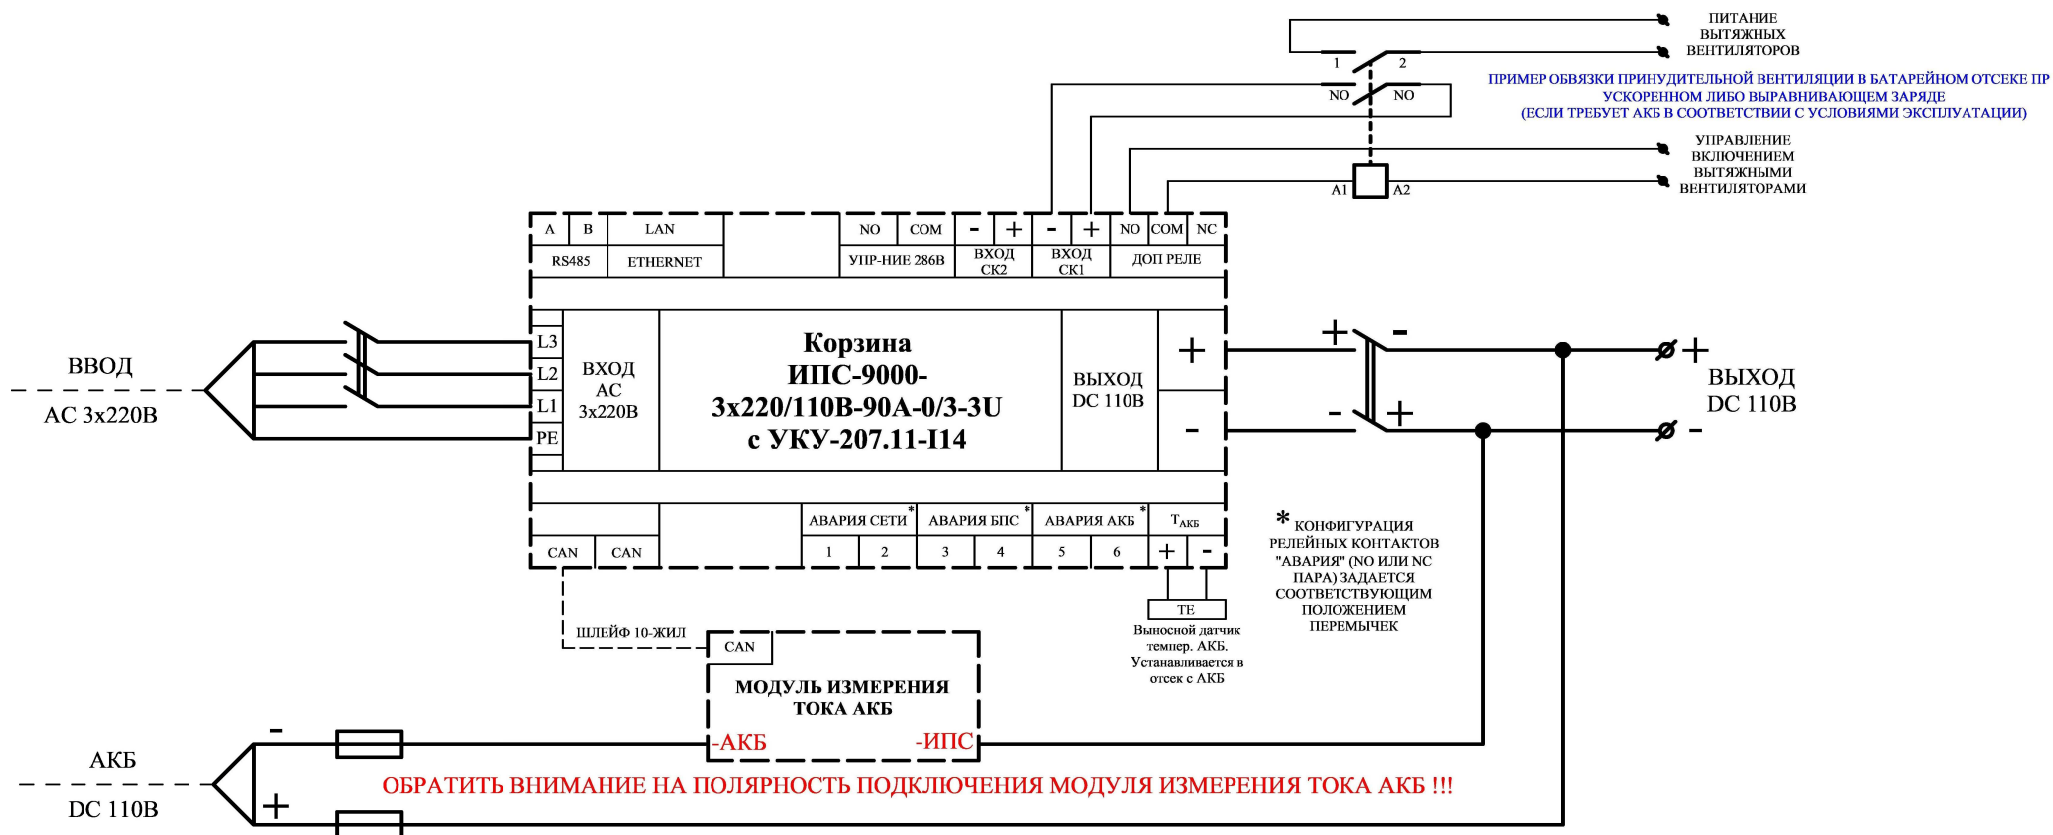 ПИТАНИЕ
ВЫТЯЖНЫХ
ВЕНТИЛЯТОРОВ
1 2
NO NO
ПРИМЕР ОБВЯЗКИ ПРИНУДИТЕЛЬНОЙ ВЕНТИЛЯЦИИ В БАТАРЕЙНОМ ОТСЕКЕ ПР
УСКОРЕННОМ ЛИБО ВЫРАВНИВАЮЩЕМ ЗАРЯДЕ
(ЕСЛИ ТРЕБУЕТ АКБ В СООТВЕТСТВИИ С УСЛОВИЯМИ ЭКСПЛУАТАЦИИ)
УПРАВЛЕНИЕ
ВКЛЮЧЕНИЕМ
ВЫТЯЖНЫМИ
ВЕНТИЛЯТОРАМИ
A1 A2
A B LAN NO COM - + - + NO COM NC
RS485 ETHERNET УПР-НИЕ 286В ВХОД СК2 ВХОД СК1 ДОП РЕЛЕ
ВВОД
АС 3х220В
L3
L2
L1
PE
ВХОД
АС
3х220В
Корзина
ИПС-9000-
3х220/110В-90А-0/3-3U
с УКУ-207.11-I14
ВЫХОД
DC 110В
+
-
+ -
- +
+
-
ВЫХОД
DC 110В
АВАРИЯ СЕТИ* АВАРИЯ БПС* АВАРИЯ АКБ* TАКБ
CAN CAN 1 2 3 4 5 6 + -
* КОНФИГУРАЦИЯ
РЕЛЕЙНЫХ КОНТАКТОВ
"АВАРИЯ" (NO ИЛИ NC
ПАРА) ЗАДАЕТСЯ
СООТВЕТСТВУЮЩИМ
ПОЛОЖЕНИЕМ
ПЕРЕМЫЧЕК
TE
Выносной датчик
темпер. АКБ.
Устанавливается в
отсек с АКБ
ШЛЕЙФ 10-ЖИЛ
CAN
МОДУЛЬ ИЗМЕРЕНИЯ
ТОКА АКБ
-АКБ -ИПС
АКБ
DC 110В
-
+
ОБРАТИТЬ ВНИМАНИЕ НА ПОЛЯРНОСТЬ ПОДКЛЮЧЕНИЯ МОДУЛЯ ИЗМЕРЕНИЯ ТОКА АКБ !!!